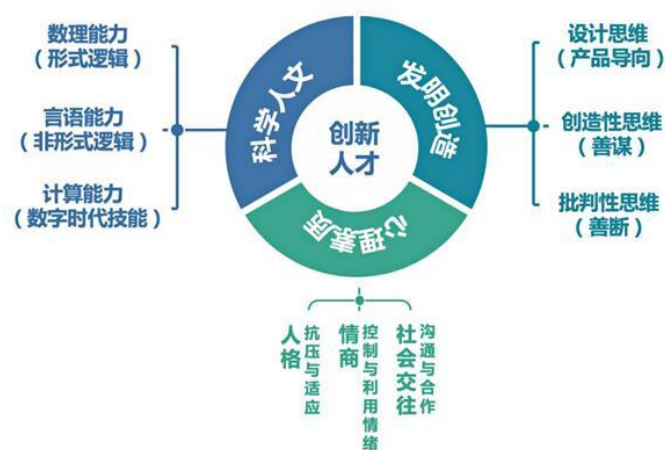 数理能力
（形式逻辑）
言语能力
（非形式逻辑）
计算能力
（数字时代技能）
科学人文
发明创造
心理素质
创新
人才
设计思维
（产品导向）
创造性思维
（善谋）
批判性思维
（善断）
人格
抗压与适应
情商
控制与利用情绪
社会交往
沟通与合作